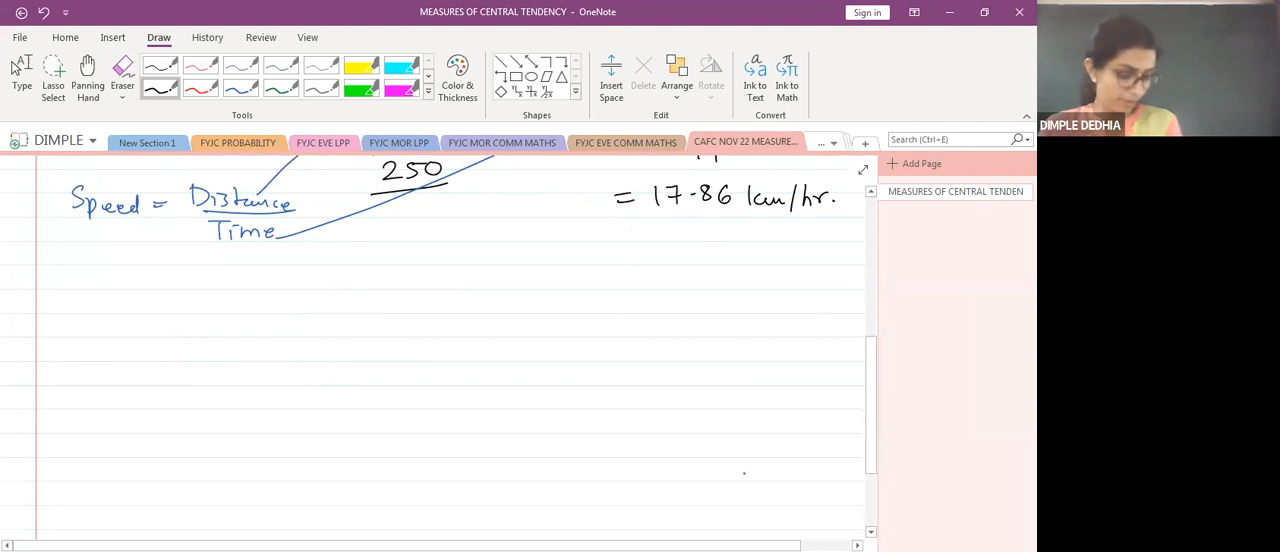 MEASURES OF CENTRAL TENDENCY - OneNote
Sign in
File Home Insert Draw History Review View
Type
Lasso Select
Panning Hand
Eraser
Color & Thickness
Insert Space
Delete
Arrange
Rotate
Ink to Text
Ink to Math
Tools
Shapes
Edit
Convert
DIMPLE DEDHIA
DIMPLE
New Section 1
FYJC PROBABILITY
FYJC EVE LPP
FYJC MOR LPP
FYJC MOR COMM MATHS
FYJC EVE COMM MATHS
CAFC NOV 22 MEASURE...
Search (Ctrl+E)
Add Page
MEASURES OF CENTRAL TENDEN
250
Speed = Distance
Time
= 17.86 km/hr.